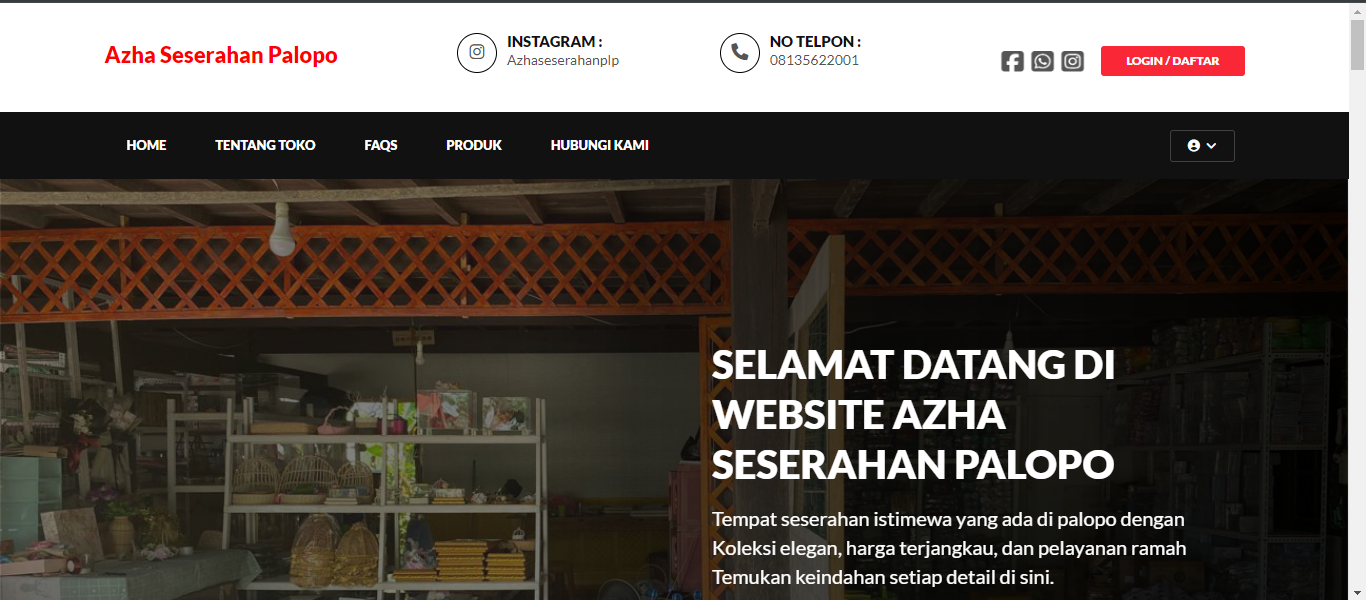 Azha Seserahan Palopo
INSTAGRAM :
Azhaseserahanplp
NO TELPON :
08135622001
LOGIN / DAFTAR
HOME
TENTANG TOKO
FAQS
PRODUK
HUBUNGI KAMI
SELAMAT DATANG DI
WEBSITE AZHA
SESERAHAN PALOPO
Tempat seserahan istimewa yang ada di palopo dengan
Koleksi elegan, harga terjangkau, dan pelayanan ramah
Temukan keindahan setiap detail di sini.